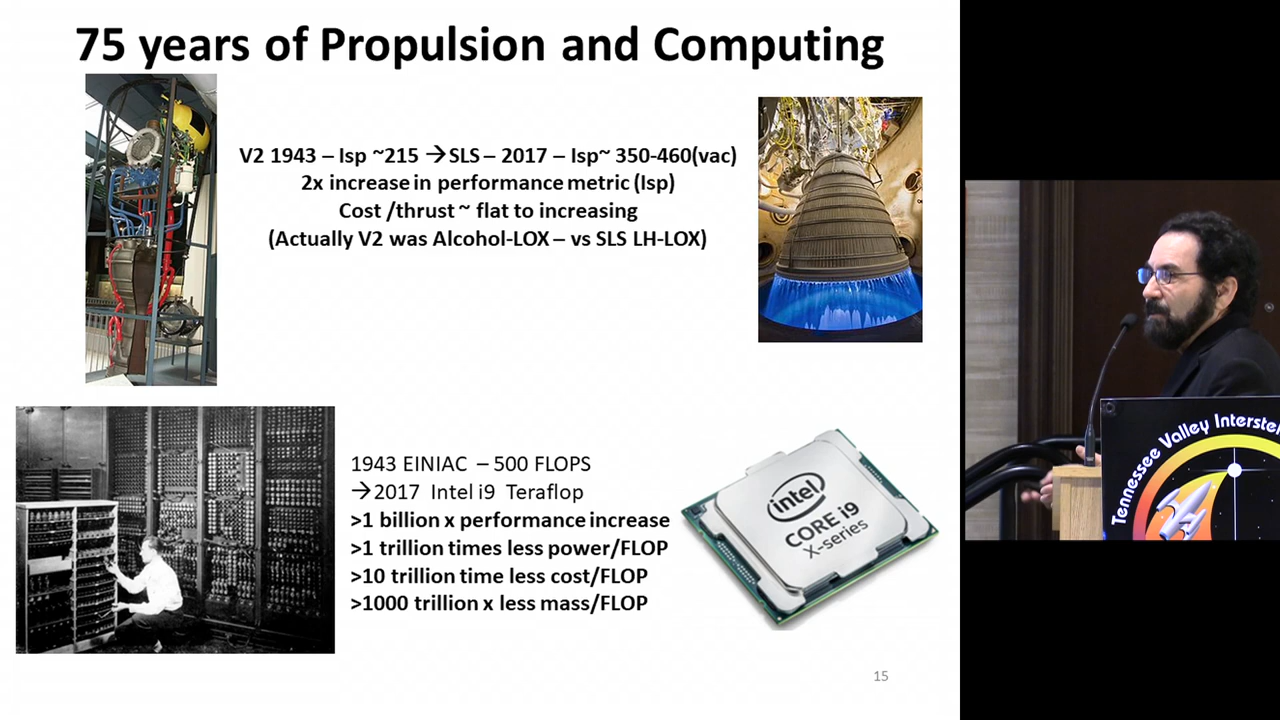 75 years of Propulsion and Computing
V2 1943 – Isp ~215 →SLS – 2017 – Isp~ 350-460(vac)
2x increase in performance metric (Isp)
Cost /thrust ~ flat to increasing
(Actually V2 was Alcohol-LOX – vs SLS LH-LOX)
1943 EINIAC – 500 FLOPS
→2017 Intel i9 Teraflop
>1 billion x performance increase
>1 trillion times less power/FLOP
>10 trillion time less cost/FLOP
>1000 trillion x less mass/FLOP
intel
CORE i9
X-series
15
Tennessee Valley Interstel